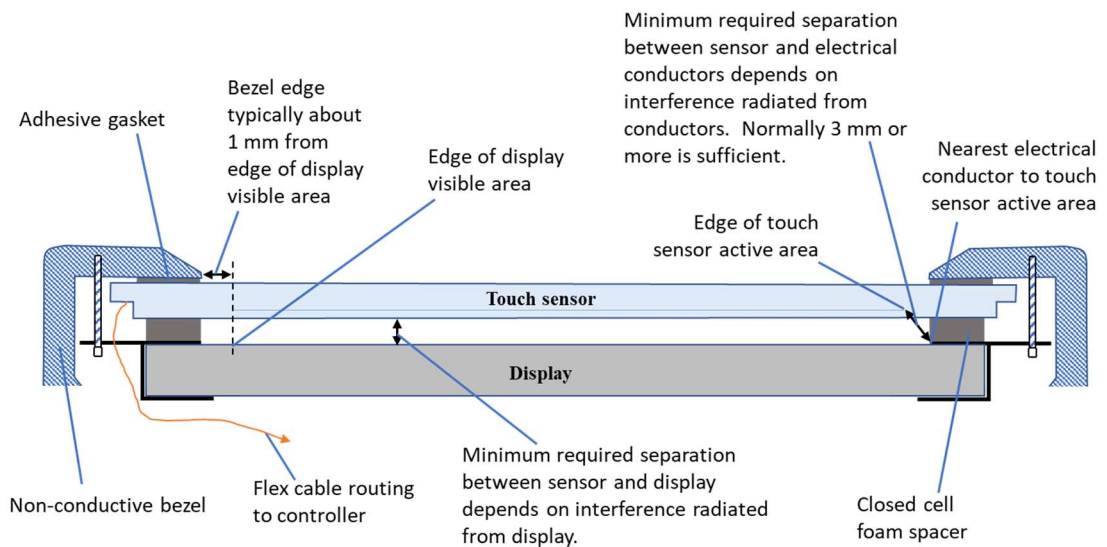 Minimum required separation
between sensor and electrical
conductors depends on
interference radiated from
conductors.  Normally 3 mm or
more is sufficient.
Bezel edge
typically about
1 mm from
edge of display
visible area
Adhesive gasket
Edge of display
visible area
Nearest electrical
conductor to touch
sensor active area
Edge of touch
sensor active area
Touch sensor
Display
Non-conductive bezel
Flex cable routing
to controller
Minimum required separation
between sensor and display
depends on interference radiated
from display.
Closed cell
foam spacer